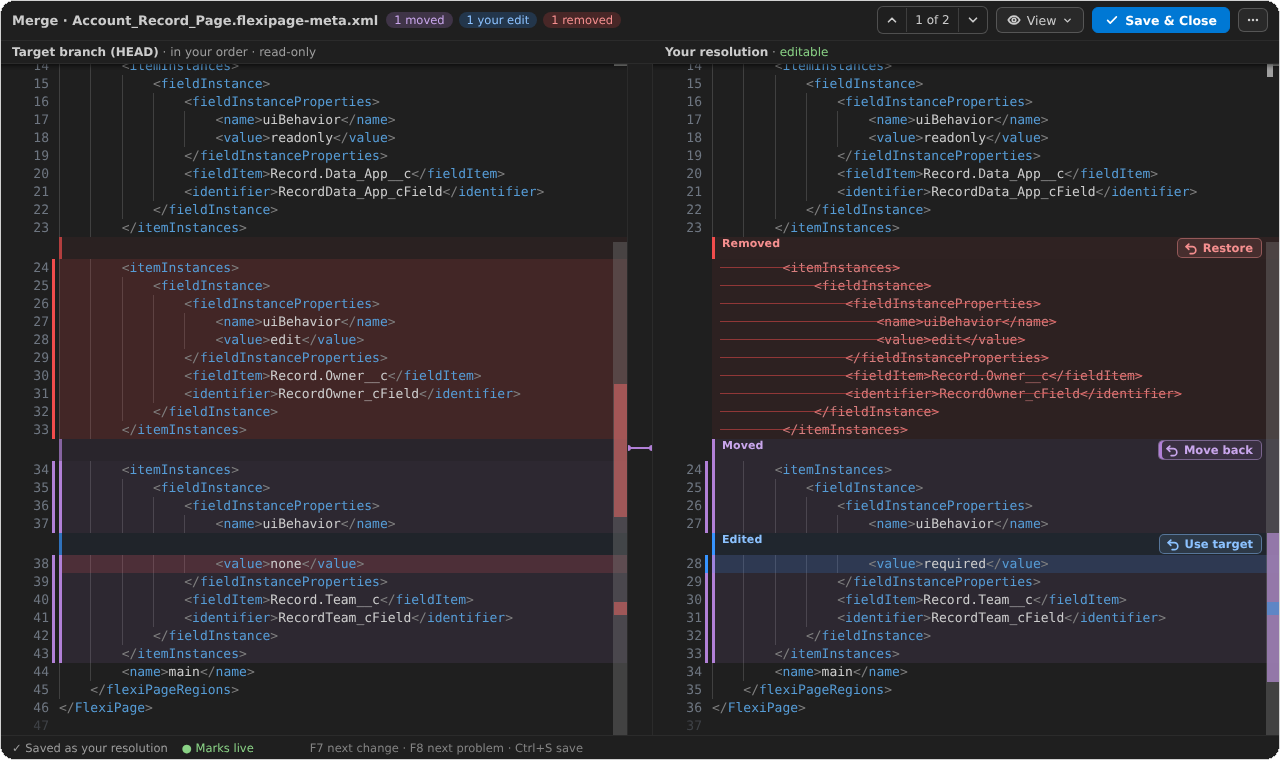 Merge · Account_Record_Page.flexipage-meta.xml 1 moved 1 your edit 1 removed 1 of 2 View Save & Close ···
Target branch (HEAD) · in your order · read-only
14 <itemInstances>
15 <fieldInstance>
16 <fieldInstanceProperties>
17 <name>uiBehavior</name>
18 <value>readonly</value>
19 </fieldInstanceProperties>
20 <fieldItem>Record.Data_App__c</fieldItem>
21 <identifier>RecordData_App_cField</identifier>
22 </fieldInstance>
23 </itemInstances>
24 <itemInstances>
25 <fieldInstance>
26 <fieldInstanceProperties>
27 <name>uiBehavior</name>
28 <value>edit</value>
29 </fieldInstanceProperties>
30 <fieldItem>Record.Owner__c</fieldItem>
31 <identifier>RecordOwner_cField</identifier>
32 </fieldInstance>
33 </itemInstances>
34 <itemInstances>
35 <fieldInstance>
36 <fieldInstanceProperties>
37 <name>uiBehavior</name>
38 <value>none</value>
39 </fieldInstanceProperties>
40 <fieldItem>Record.Team__c</fieldItem>
41 <identifier>RecordTeam_cField</identifier>
42 </fieldInstance>
43 </itemInstances>
44 <name>main</name>
45 </flexiPageRegions>
46 </FlexiPage>
47
Your resolution · editable
14 <itemInstances>
15 <fieldInstance>
16 <fieldInstanceProperties>
17 <name>uiBehavior</name>
18 <value>readonly</value>
19 </fieldInstanceProperties>
20 <fieldItem>Record.Data_App__c</fieldItem>
21 <identifier>RecordData_App_cField</identifier>
22 </fieldInstance>
23 </itemInstances>
Removed Restore
<itemInstances>
<fieldInstance>
<fieldInstanceProperties>
<name>uiBehavior</name>
<value>edit</value>
</fieldInstanceProperties>
<fieldItem>Record.Owner__c</fieldItem>
<identifier>RecordOwner_cField</identifier>
</fieldInstance>
</itemInstances>
Moved Move back
24 <itemInstances>
25 <fieldInstance>
26 <fieldInstanceProperties>
27 <name>uiBehavior</name>
Edited Use target
28 <value>required</value>
29 </fieldInstanceProperties>
30 <fieldItem>Record.Team__c</fieldItem>
31 <identifier>RecordTeam_cField</identifier>
32 </fieldInstance>
33 </itemInstances>
34 <name>main</name>
35 </flexiPageRegions>
36 </FlexiPage>
37
✓ Saved as your resolution ● Marks live F7 next change · F8 next problem · Ctrl+S save